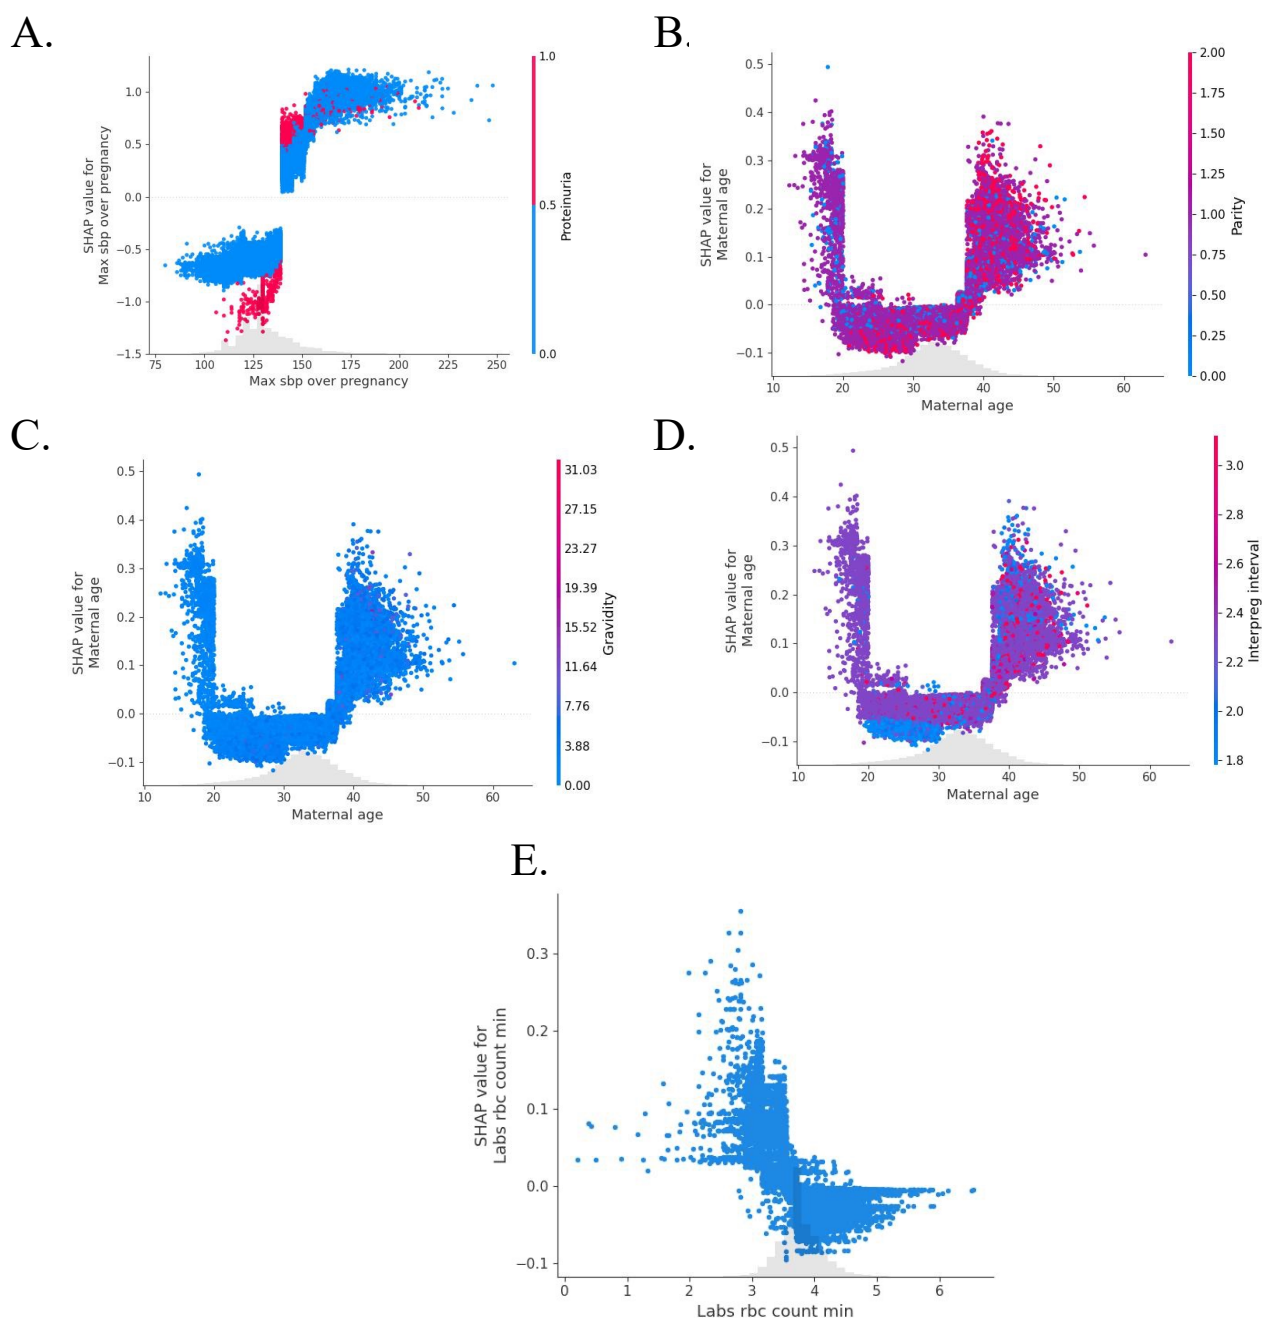 A.
SHAP value for
Max sbp over pregnancy
1.0
0.5
0.0
−0.5
−1.0
−1.5
75 100 125 150 175 200 225 250
Max sbp over pregnancy
1.0
0.5
0.0
Proteinuria
B.
SHAP value for
Maternal age
0.5
0.4
0.3
0.2
0.1
0.0
−0.1
10 20 30 40 50 60
Maternal age
2.00
1.75
1.50
1.25
1.00
0.75
0.50
0.25
0.00
Parity
C.
SHAP value for
Maternal age
0.5
0.4
0.3
0.2
0.1
0.0
−0.1
10 20 30 40 50 60
Maternal age
31.03
27.15
23.27
19.39
15.52
11.64
7.76
3.88
0.00
Gravidity
D.
SHAP value for
Maternal age
0.5
0.4
0.3
0.2
0.1
0.0
−0.1
10 20 30 40 50 60
Maternal age
3.0
2.8
2.6
2.4
2.2
2.0
1.8
Interpreg interval
E.
SHAP value for
Labs rbc count min
0.3
0.2
0.1
0.0
−0.1
0 1 2 3 4 5 6
Labs rbc count min